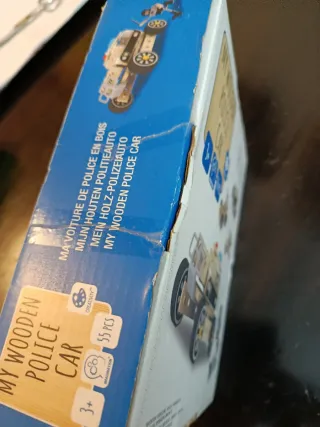 MA VOITURE DE POLICE EN BOIS
MIJN HOUTEN POLITIEAUTO
MEIN HOLZ-POLIZEIAUTO
MY WOODEN POLICE CAR
MY WOODEN
POLICE
CAR
55 PCS
3+